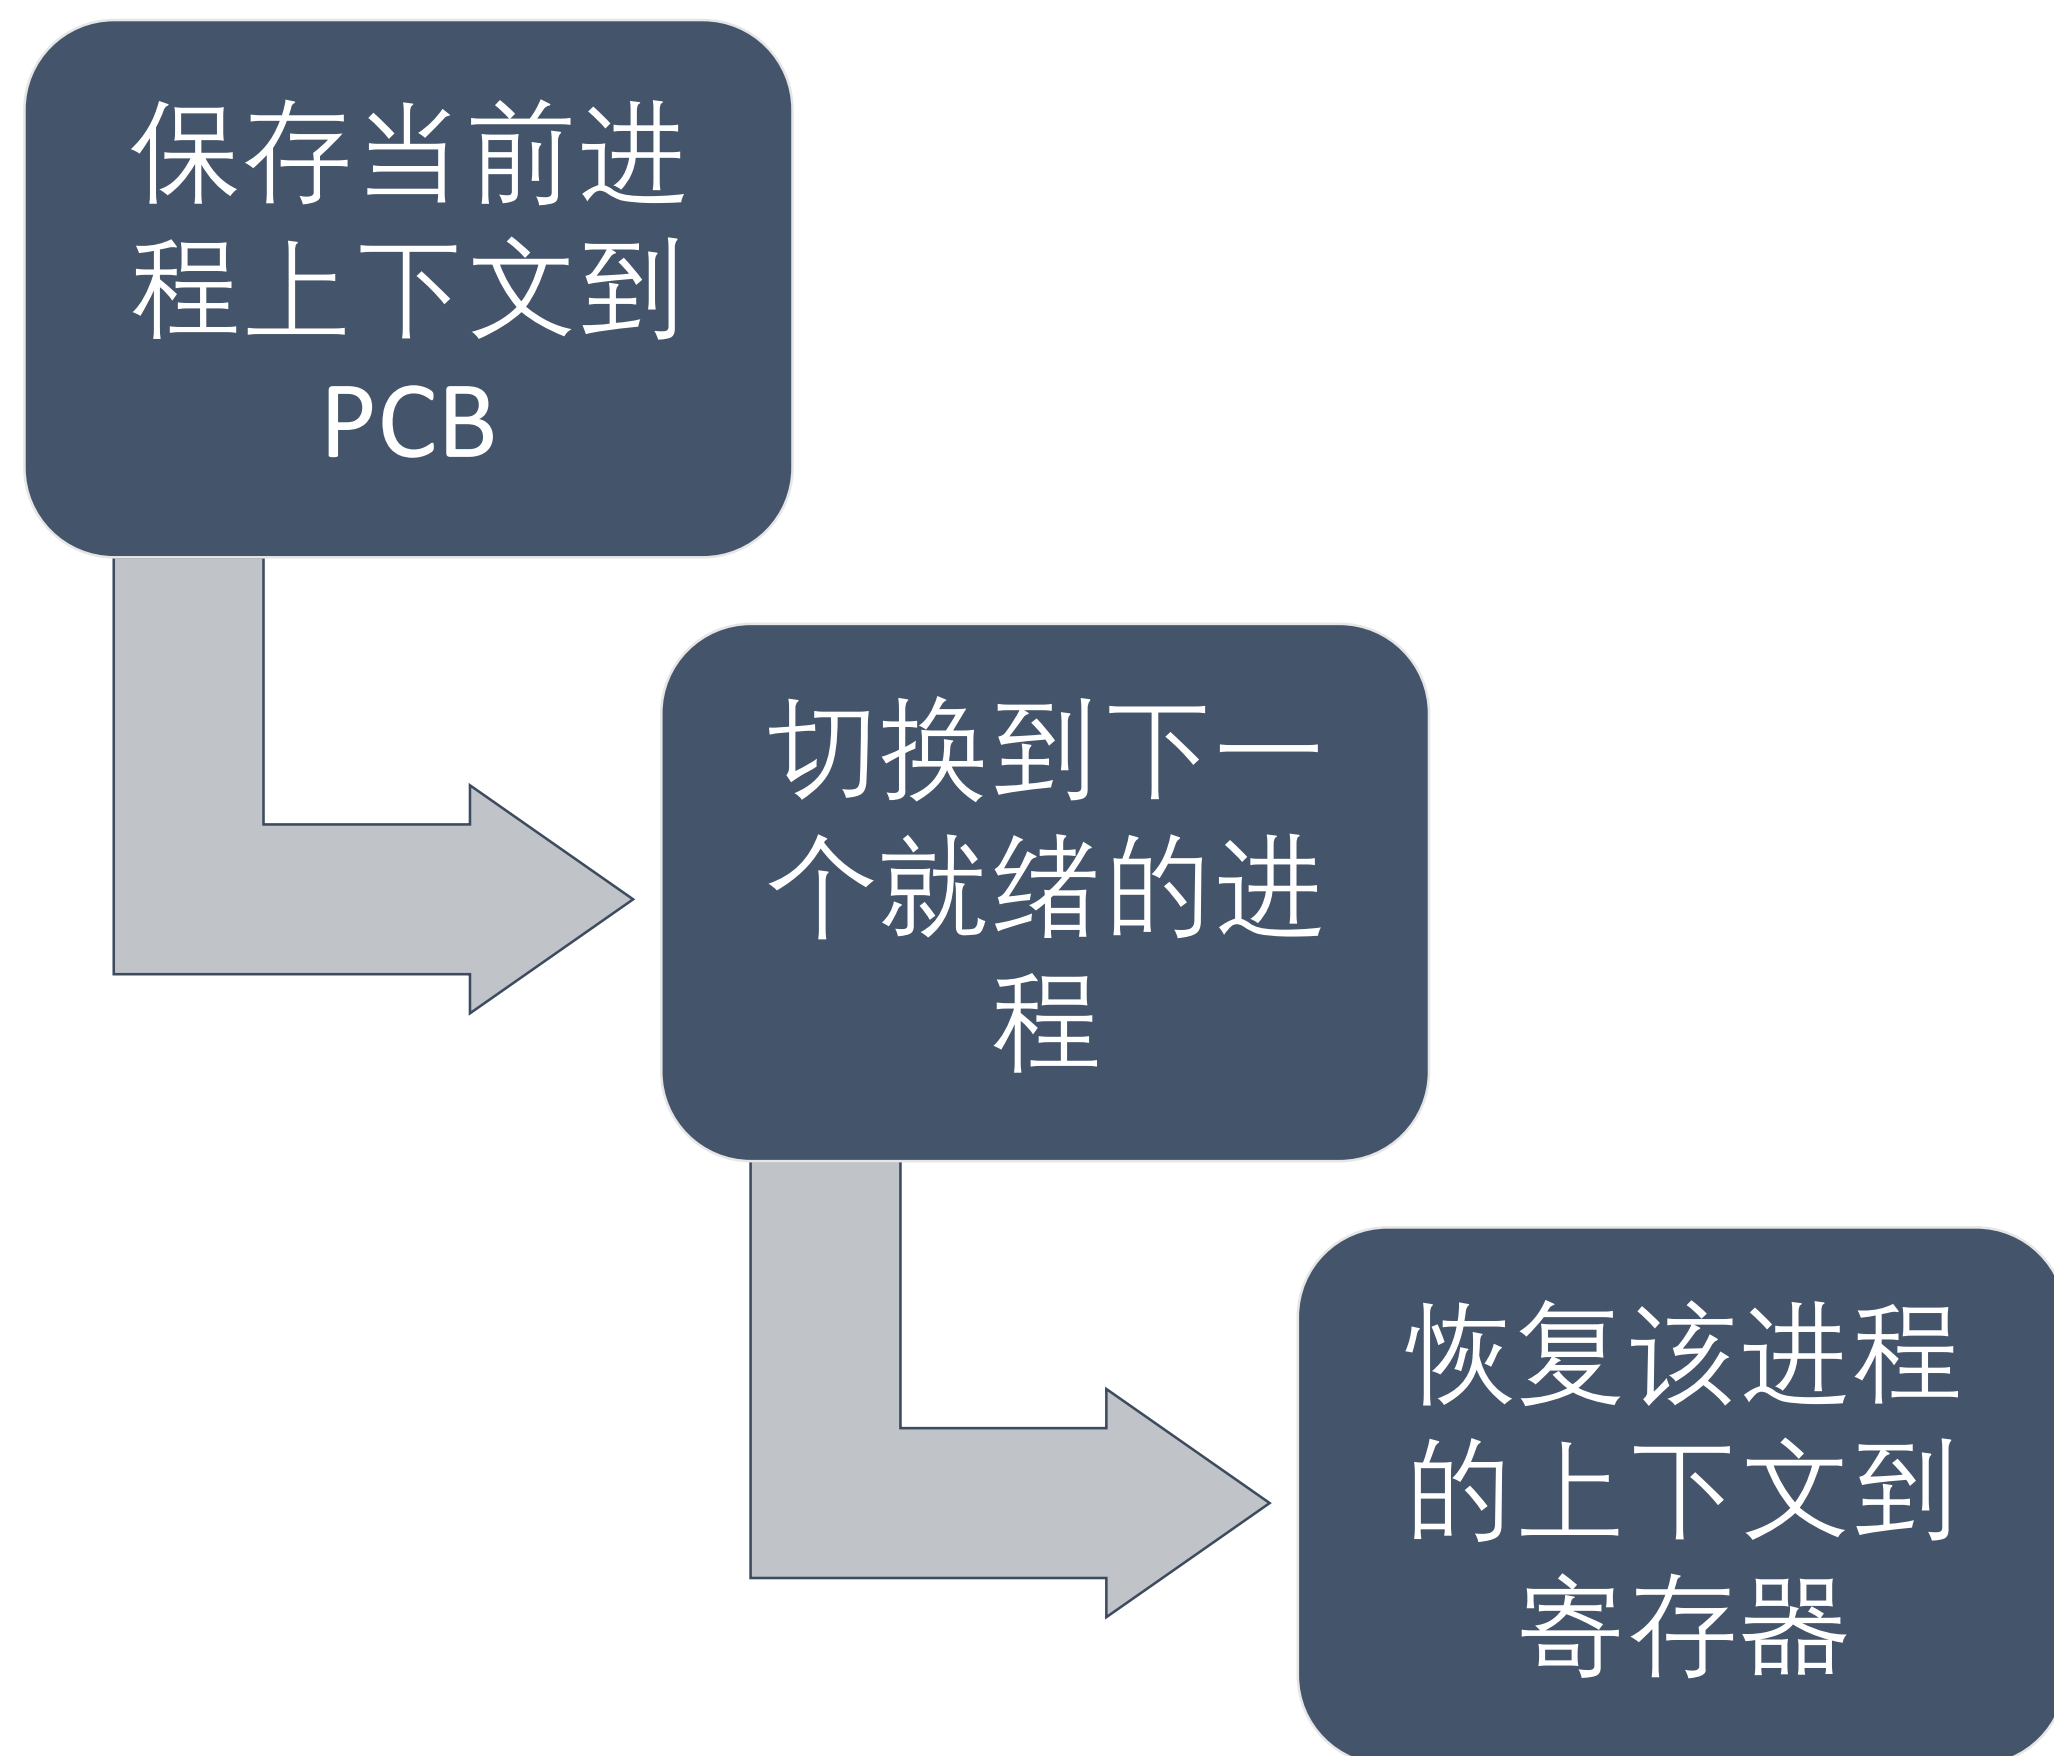 保存当前进
程上下文到
PCB
切换到下一
个就绪的进
程
恢复该进程
的上下文到
寄存器